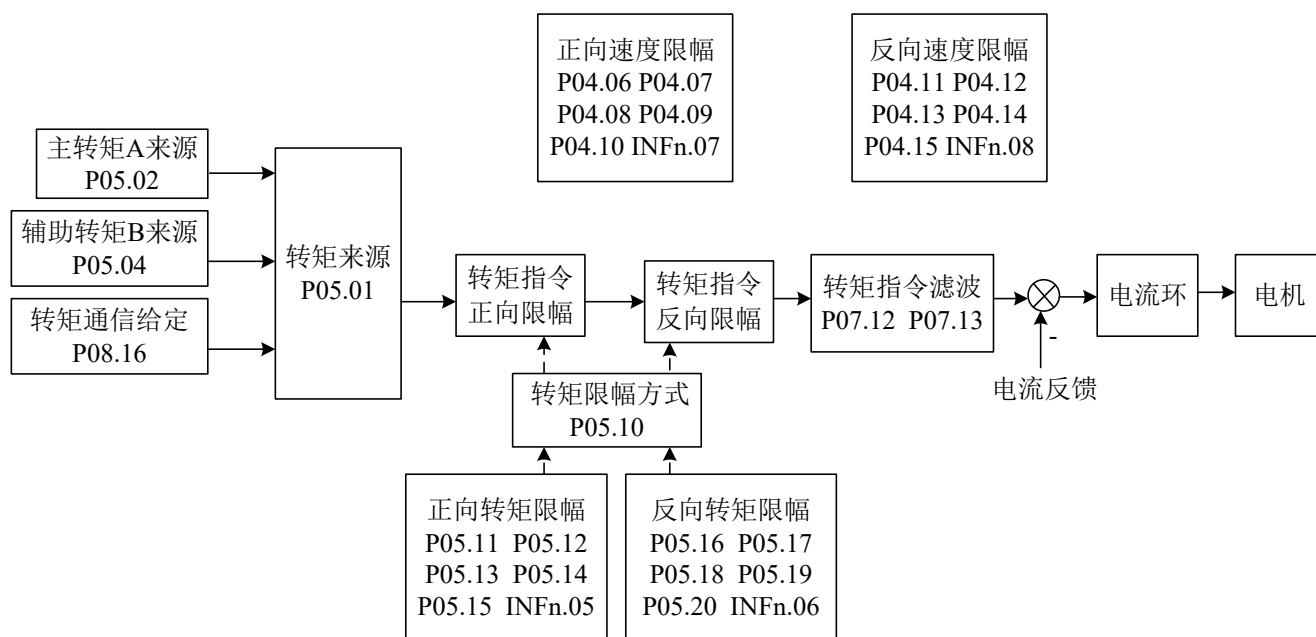 正向速度限幅
P04.06 P04.07
P04.08 P04.09
P04.10 INFn.07
反向速度限幅
P04.11 P04.12
P04.13 P04.14
P04.15 INFn.08
主转矩A来源
P05.02
辅助转矩B来源
P05.04
转矩通信给定
P08.16
转矩来源
P05.01
转矩指令
正向限幅
转矩指令
反向限幅
转矩指令滤波
P07.12 P07.13
-
电流反馈
电流环
电机
转矩限幅方式
P05.10
正向转矩限幅
P05.11 P05.12
P05.13 P05.14
P05.15 INFn.05
反向转矩限幅
P05.16 P05.17
P05.18 P05.19
P05.20 INFn.06